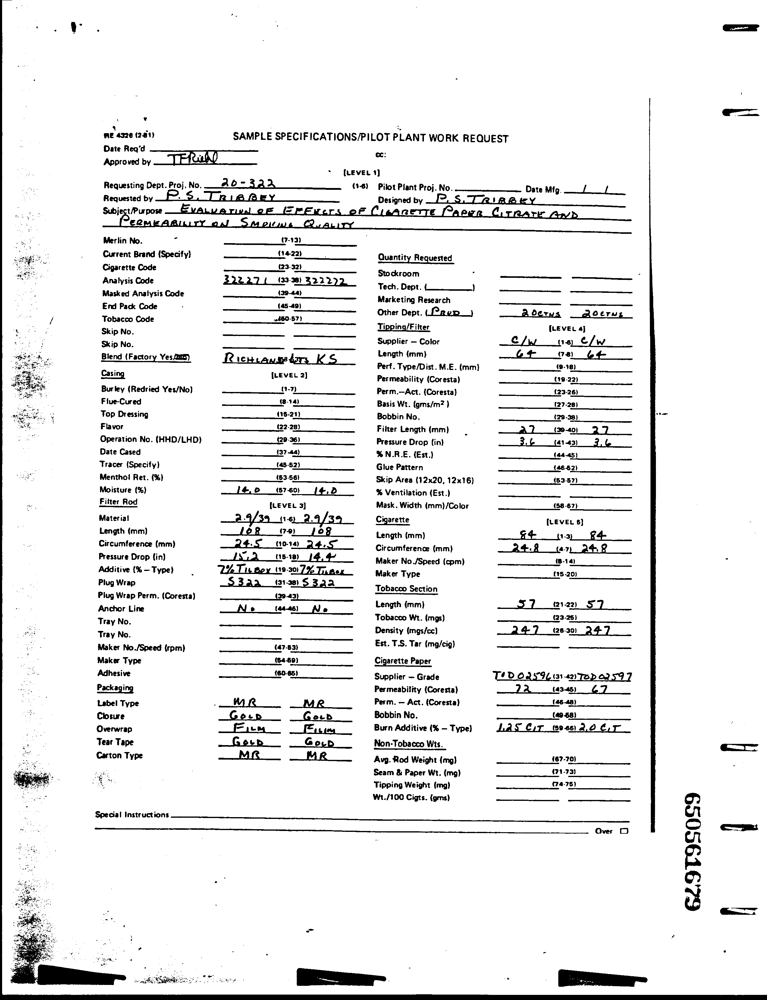 RE 4326 (2-81)
SAMPLE SPECIFICATIONS/PILOT PLANT WORK REQUEST
Date Req'd
Approved by
cc:
[LEVEL 1]
Requesting Dept. Proj. No. 20-322 (1-6) Pilot Plant Proj. No. Date Mfg. / /
Requested by P. S. TRIBBEY Designed by P. S. TRIBBEY
Subject/Purpose EVALUATION OF EFFECTS OF CIGARETTE PAPER CITRATE AND
PERMEABILITY ON SMOKING QUALITY
Merlin No. (7-13)
Current Brand (Specify) (14-22)
Cigarette Code (23-32)
Analysis Code 322271 (33-38) 322272
Masked Analysis Code (39-44)
End Pack Code (45-49)
Tobacco Code (50-57)
Skip No.
Skip No.
Blend (Factory Yes/ KS
Casing [LEVEL 2]
Burley (Redried Yes/No) (1-7)
Flue-Cured (8-14)
Top Dressing (15-21)
Flavor (22-28)
Operation No. (HHD/LHD) (29-36)
Date Cased (37-44)
Tracer (Specify) (45-52)
Menthol Ret. (%) (53-56)
Moisture (%) 14.0 (57-60) 14.0
Filter Rod [LEVEL 3]
Material 2.9/39 (1-6) 2.9/39
Length (mm) 108 (7-9) 108
Circumference (mm) 24.5 (10-14) 24.5
Pressure Drop (in) 15.2 (15-18) 14.4
Additive (% – Type) 7% (19-30) 7%
Plug Wrap 5322 (31-38) 5322
Plug Wrap Perm. (Coresta) (39-43)
Anchor Line No (44-46) No
Tray No.
Tray No.
Maker No./Speed (rpm) (47-53)
Maker Type (54-59)
Adhesive (60-65)
Packaging
Label Type MR MR
Closure GOLD GOLD
Overwrap FILM FILM
Tear Tape GOLD GOLD
Carton Type MR MR
Quantity Requested
Stockroom
Tech. Dept. ( )
Marketing Research
Other Dept. (PROD ) 20CTNS 20CTNS
Tipping/Filter [LEVEL 4]
Supplier – Color C/W (1-6) C/W
Length (mm) 64 (7-8) 64
Perf. Type/Dist. M.E. (mm) (9-18)
Permeability (Coresta) (19-22)
Perm.–Act. (Coresta) (23-26)
Basis Wt. (gms/m²) (27-28)
Bobbin No. (29-38)
Filter Length (mm) 27 (39-40) 27
Pressure Drop (in) 3.6 (41-43) 3.6
% N.R.E. (Est.) (44-45)
Glue Pattern (46-52)
Skip Area (12x20, 12x16) (53-57)
% Ventilation (Est.)
Mask. Width (mm)/Color (58-67)
Cigarette [LEVEL 5]
Length (mm) 84 (1-3) 84
Circumference (mm) 24.8 (4-7) 24.8
Maker No./Speed (cpm) (8-14)
Maker Type (15-20)
Tobacco Section
Length (mm) 57 (21-22) 57
Tobacco Wt. (mgs) (23-25)
Density (mgs/cc) 247 (26-30) 247
Est. T.S. Tar (mg/cig)
Cigarette Paper
Supplier – Grade TOD02596 (31-42) TOD02597
Permeability (Coresta) 72 (43-45) 67
Perm. – Act. (Coresta) (46-48)
Bobbin No. (49-58)
Burn Additive (% – Type) 1.25 CIT (59-66) 2.0 CIT
Non-Tobacco Wts.
Avg. Rod Weight (mg) (67-70)
Seam & Paper Wt. (mg) (71-73)
Tipping Weight (mg) (74-75)
Wt./100 Cigts. (gms)
Special Instructions
Over
650561679